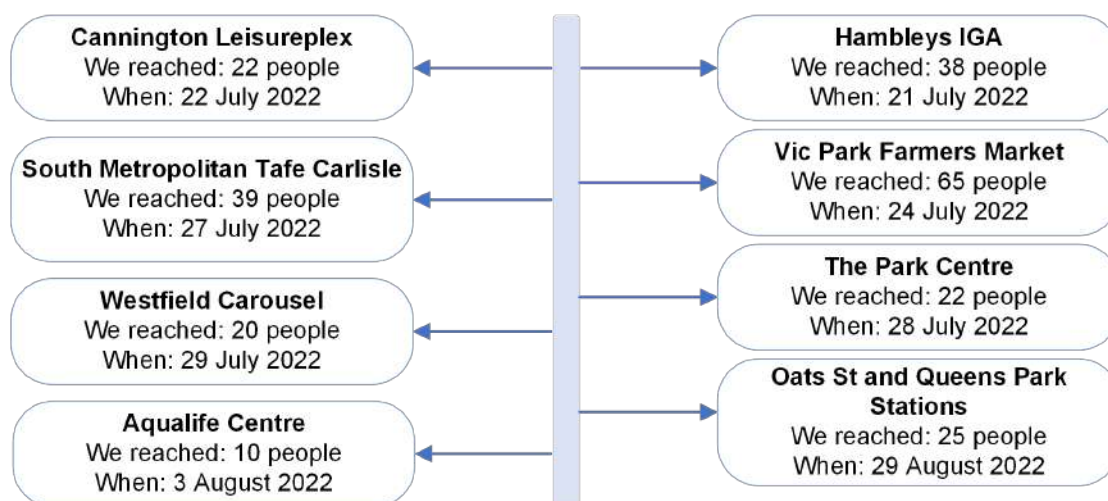 Cannington Leisureplex
We reached: 22 people
When: 22 July 2022
South Metropolitan Tafe Carlisle
We reached: 39 people
When: 27 July 2022
Westfield Carousel
We reached: 20 people
When: 29 July 2022
Aqualife Centre
We reached: 10 people
When: 3 August 2022
Hambleys IGA
We reached: 38 people
When: 21 July 2022
Vic Park Farmers Market
We reached: 65 people
When: 24 July 2022
The Park Centre
We reached: 22 people
When: 28 July 2022
Oats St and Queens Park
Stations
We reached: 25 people
When: 29 August 2022